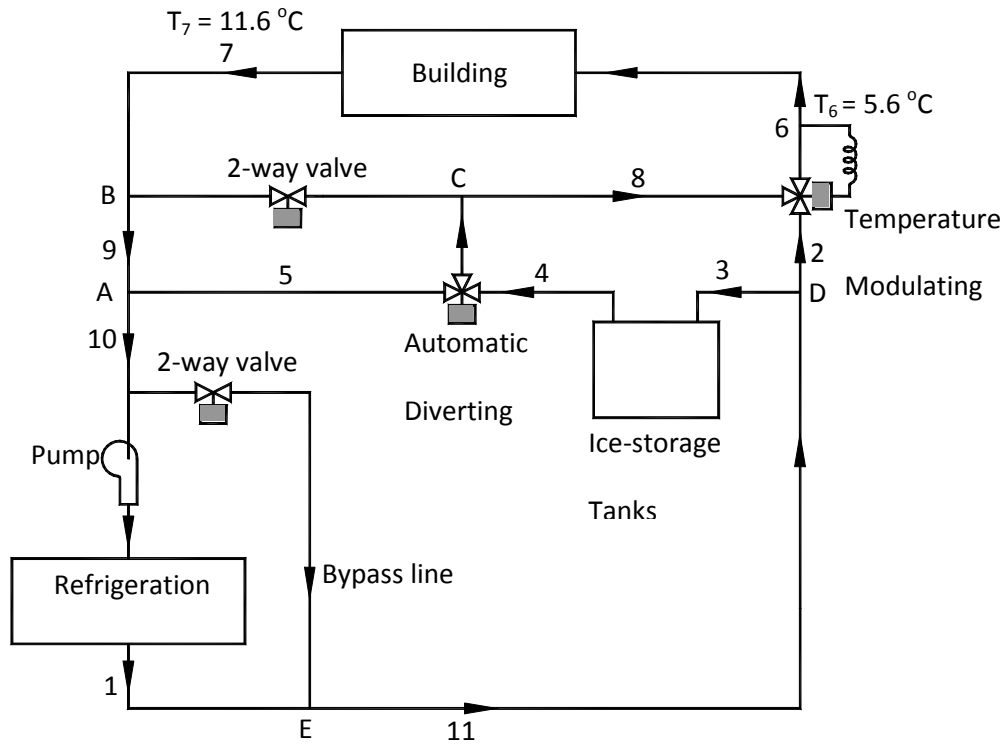 T7 = 11.6 °C
7
Building
T6 = 5.6 °C
6
2-way valve
B
C
8
Temperature
Modulating
9
5
4
3
2
A
D
10
Automatic
Diverting
2-way valve
Ice-storage
Tanks
Pump
Refrigeration
Bypass line
1
E
11